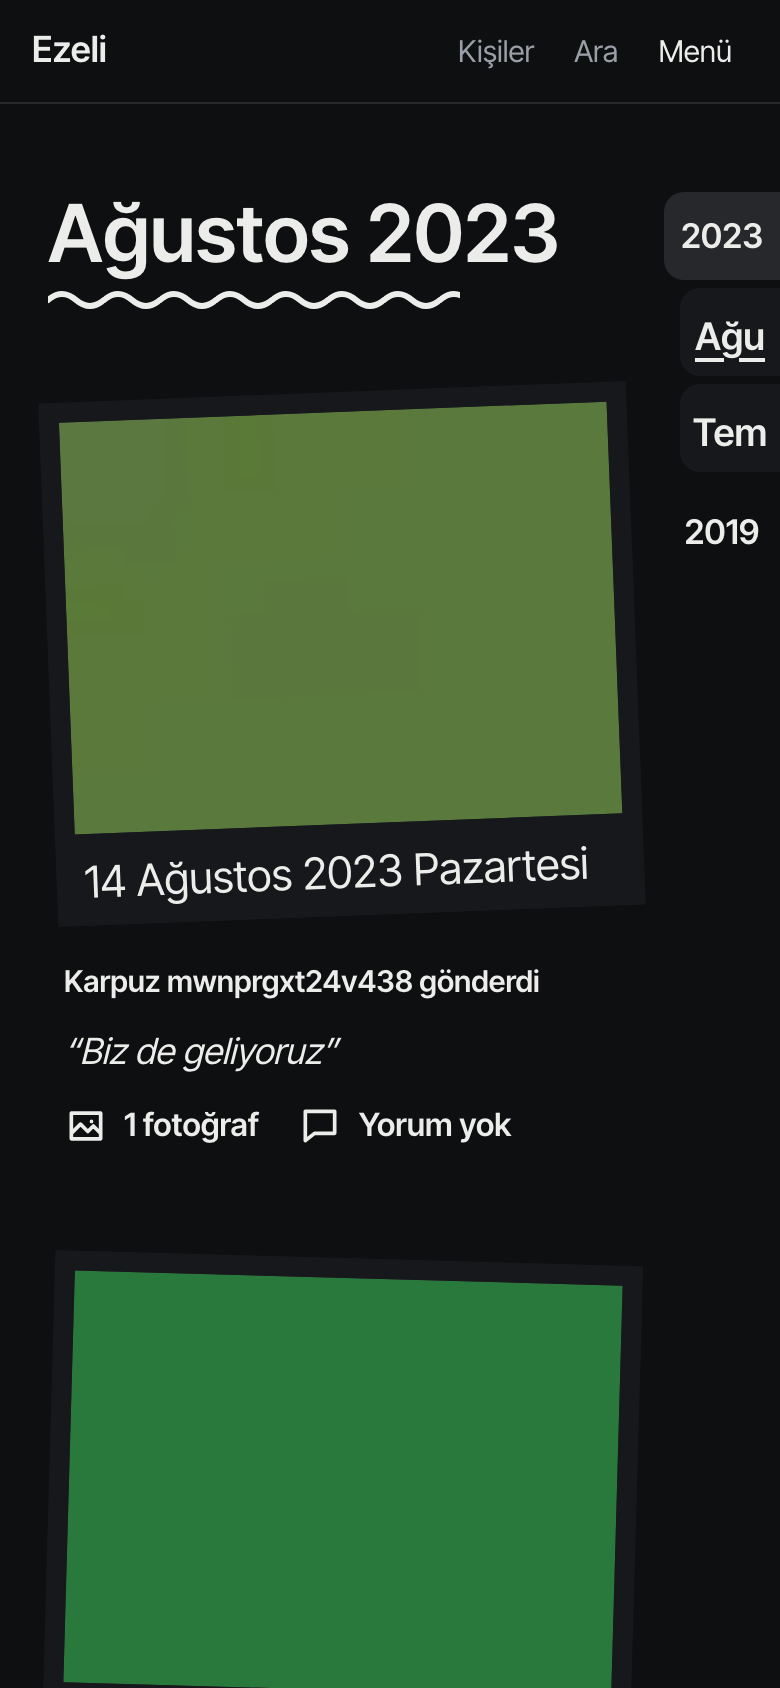 Ezeli
Kişiler Ara Menü
Ağustos 2023
2023
Ağu
Tem
2019
14 Ağustos 2023 Pazartesi
Karpuz mwnprgxt24v438 gönderdi
“Biz de geliyoruz”
1 fotoğraf Yorum yok